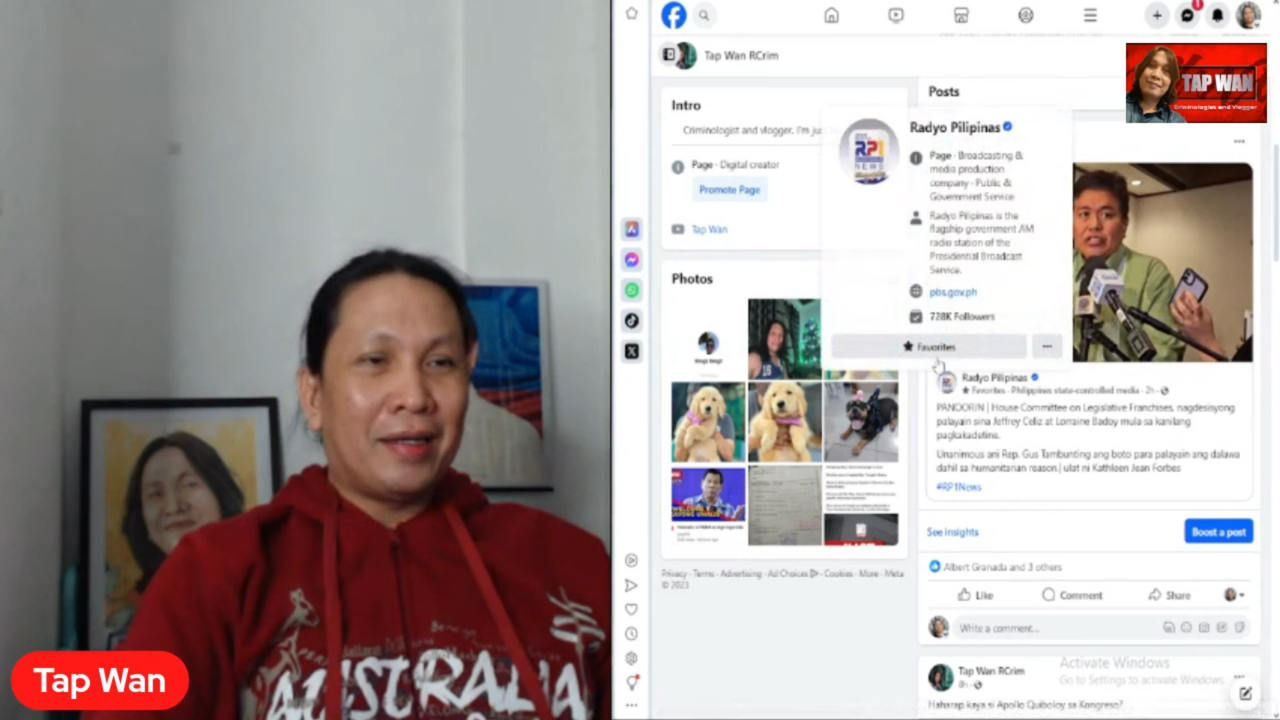 Tap Wan RCrim
TAP WAN
Criminologist and Vlogger
Posts
Intro
Criminologist and vlogger. I'm jus
Page · Digital creator
Promote Page
Tap Wan
Radyo Pilipinas
RP1
NEWS
Page · Broadcasting &
media production
company · Public &
Government Service
Radyo Pilipinas is the
flagship government AM
radio station of the
Presidential Broadcast
Service.
pbs.gov.ph
728K Followers
Favorites
Photos
Radyo Pilipinas
Favorites · Philippines state-controlled media · 2h ·
PANOORIN | House Committee on Legislative Franchises, nagdesisyong
palayain sina Jeffrey Celiz at Lorraine Badoy mula sa kanilang
pagkakadetine.
Unanimous ani Rep. Gus Tambunting ang boto para palayain ang dalawa
dahil sa humanitarian reason.| ulat ni Kathleen Jean Forbes
#RP1News
See insights
Boost a post
Albert Granada and 3 others
Like
Comment
Share
Write a comment...
Privacy · Terms · Advertising · Ad Choices · Cookies · More · Meta
© 2023
Tap Wan RCrim
8h ·
Haharap kaya si Apollo Quiboloy sa Kongreso?
Activate Windows
Go to Settings to activate Windows.
AUSTRALIA
Tap Wan